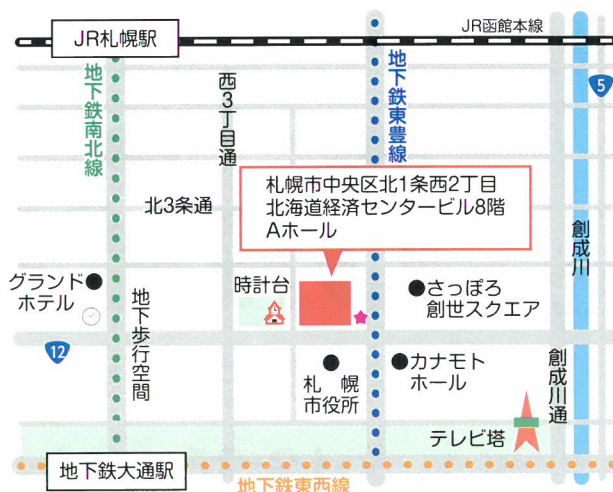 JR函館本線
JR札幌駅
5
地下鉄南北線
西3丁目通
地下鉄東豊線
札幌市中央区北1条西2丁目
北海道経済センタービル8階
Aホール
北3条通
創成川
グランド
ホテル
時計台
さっぽろ
創世スクエア
地下歩行空間
12
札幌
市役所
カナモト
ホール
創成川通
テレビ塔
地下鉄大通駅
地下鉄東西線